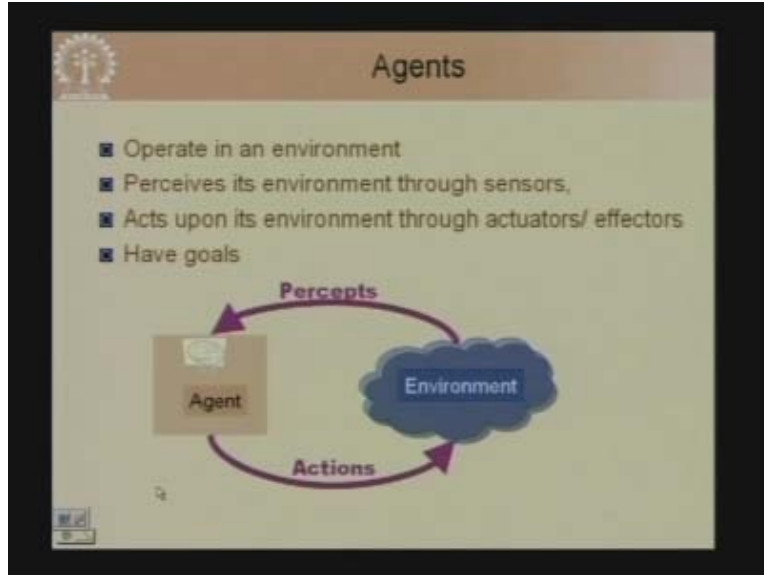 Agents
Operate in an environment
Perceives its environment through sensors,
Acts upon its environment through actuators/ effectors
Have goals
Percepts
Agent
Environment
Actions